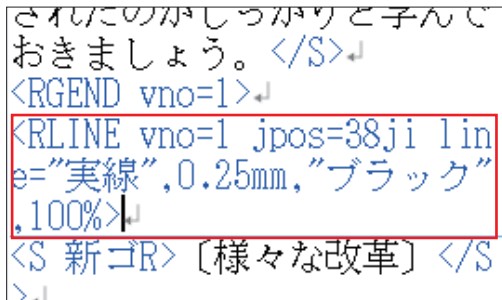 されたのがしっかりと学んで
おきましょう。</S>↲
<RGEND vno=1>↲
<RLINE vno=1 jpos=38ji lin
e="実線",0.25mm,"ブラック"
,100%>↲
<S 新ゴR>〔様々な改革〕</S
>↲